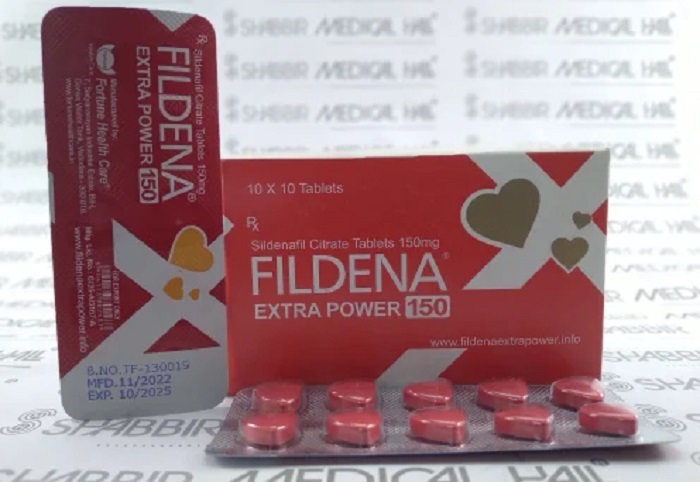 10 X 10 Tablets
Rx
Sildenafil Citrate Tablets 150mg
FILDENA®
EXTRA POWER 150
www.fildenaextrapower.info
Rx
Sildenafil Citrate Tablets 150mg
FILDENA®
EXTRA POWER 150
Manufactured by:
Fortune Health Care®
www.fildenaextrapower.info
B.NO.TF-130019
MFD.11/2022
EXP. 10/2025
SHABBIR MEDICAL HALL